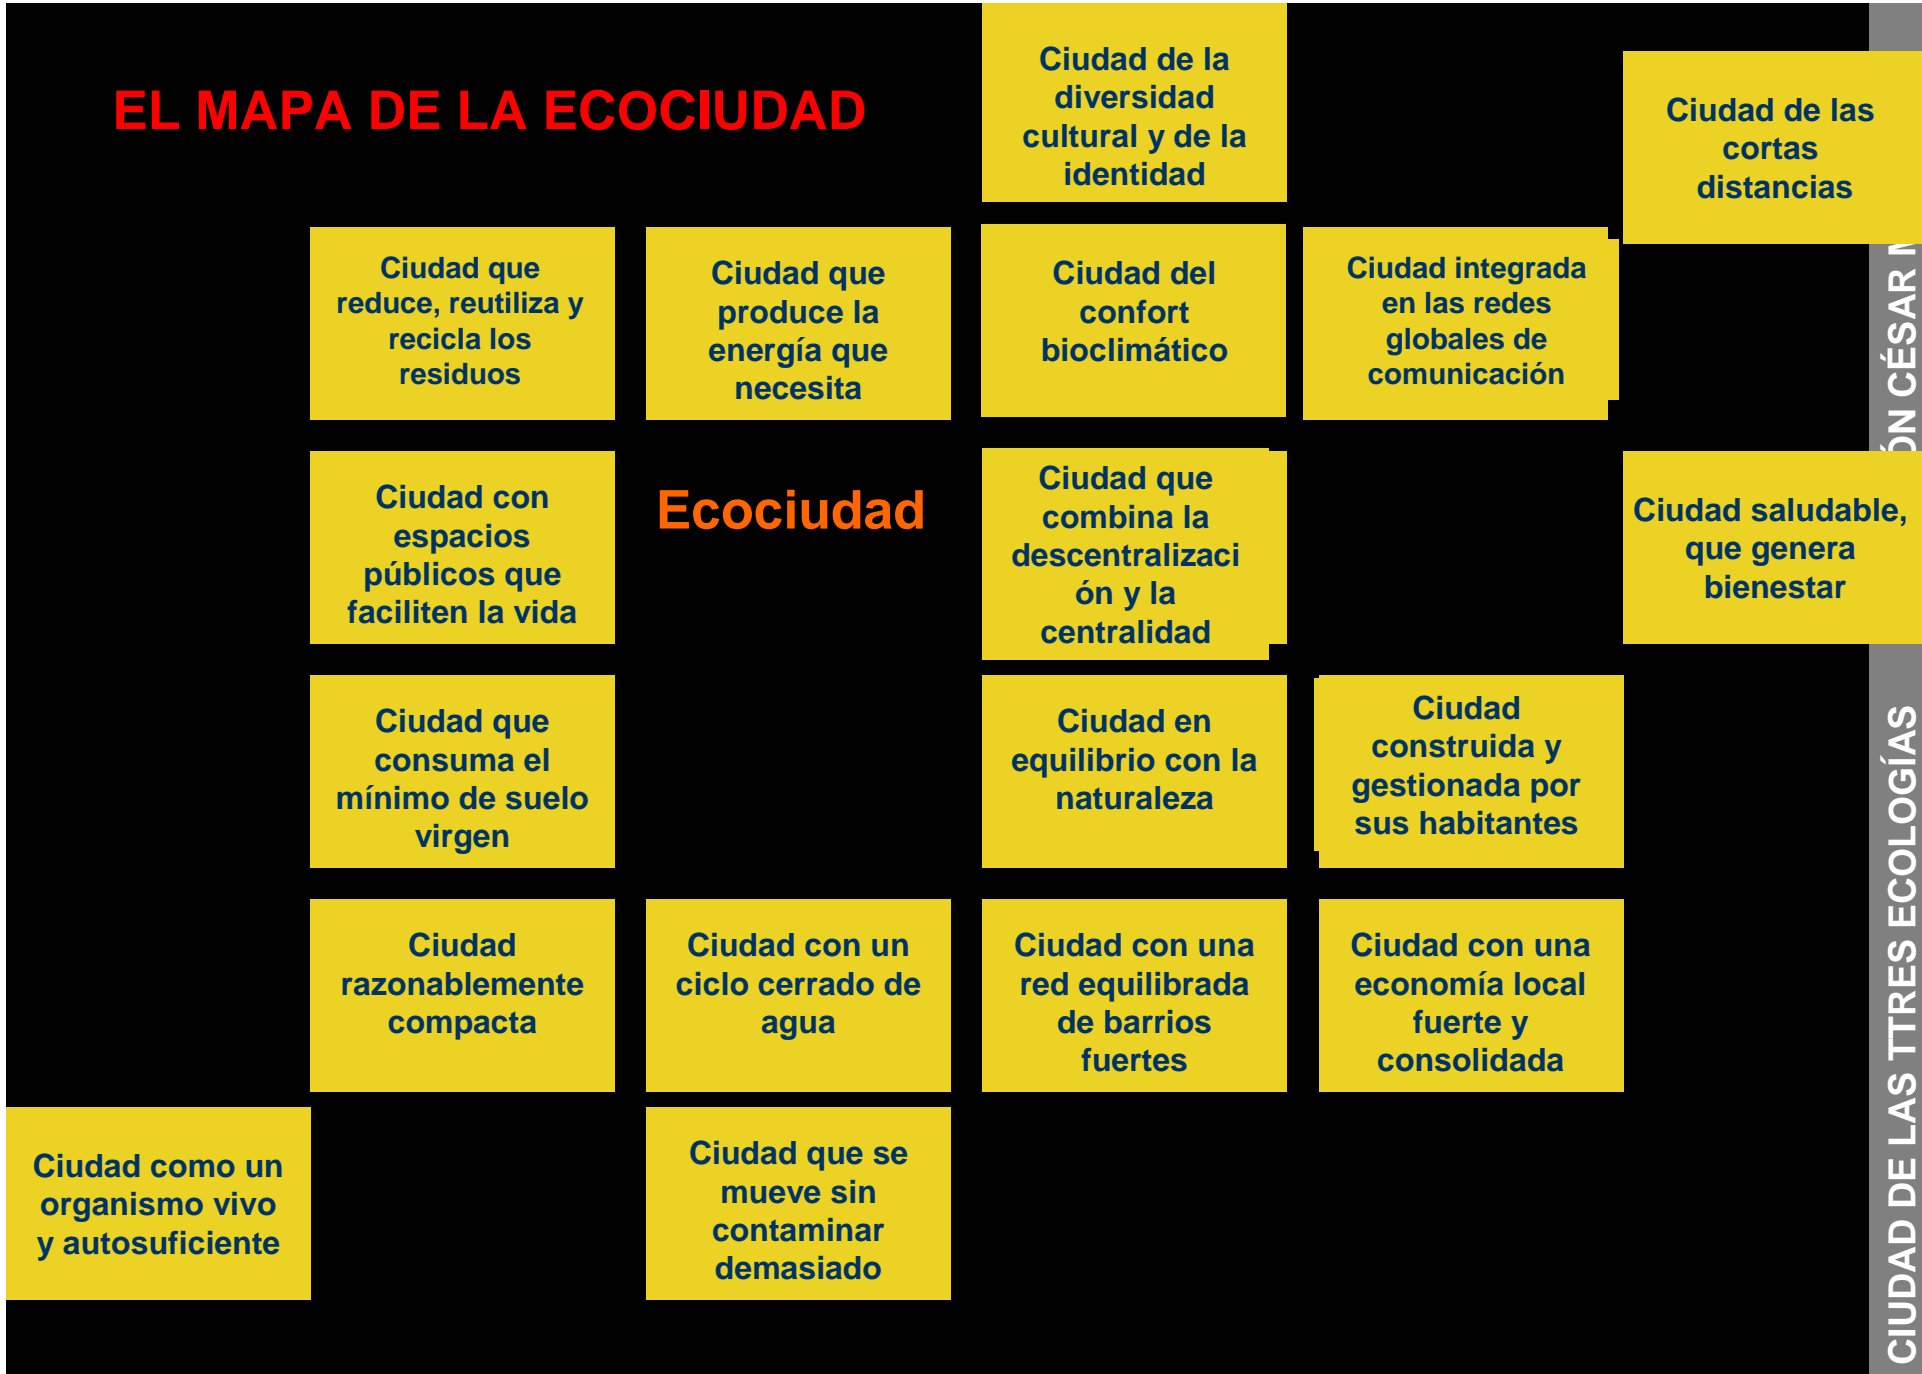 EL MAPA DE LA ECOCIUDAD
Ciudad de la
diversidad
cultural y de la
identidad
Ciudad de las
cortas
distancias
Ciudad que
reduce, reutiliza y
recicla los
residuos
Ciudad que
produce la
energía que
necesita
Ciudad del
confort
bioclimático
Ciudad integrada
en las redes
globales de
comunicación
Ciudad con
espacios
públicos que
faciliten la vida
Ecociudad
Ciudad que
combina la
descentralizaci
ón y la
centralidad
Ciudad saludable,
que genera
bienestar
Ciudad que
consuma el
mínimo de suelo
virgen
Ciudad en
equilibrio con la
naturaleza
Ciudad
construida y
gestionada por
sus habitantes
Ciudad
razonablemente
compacta
Ciudad con un
ciclo cerrado de
agua
Ciudad con una
red equilibrada
de barrios
fuertes
Ciudad con una
economía local
fuerte y
consolidada
Ciudad como un
organismo vivo
y autosuficiente
Ciudad que se
mueve sin
contaminar
demasiado
CIUDAD DE LAS TTRES ECOLOGÍAS
CÉSAR